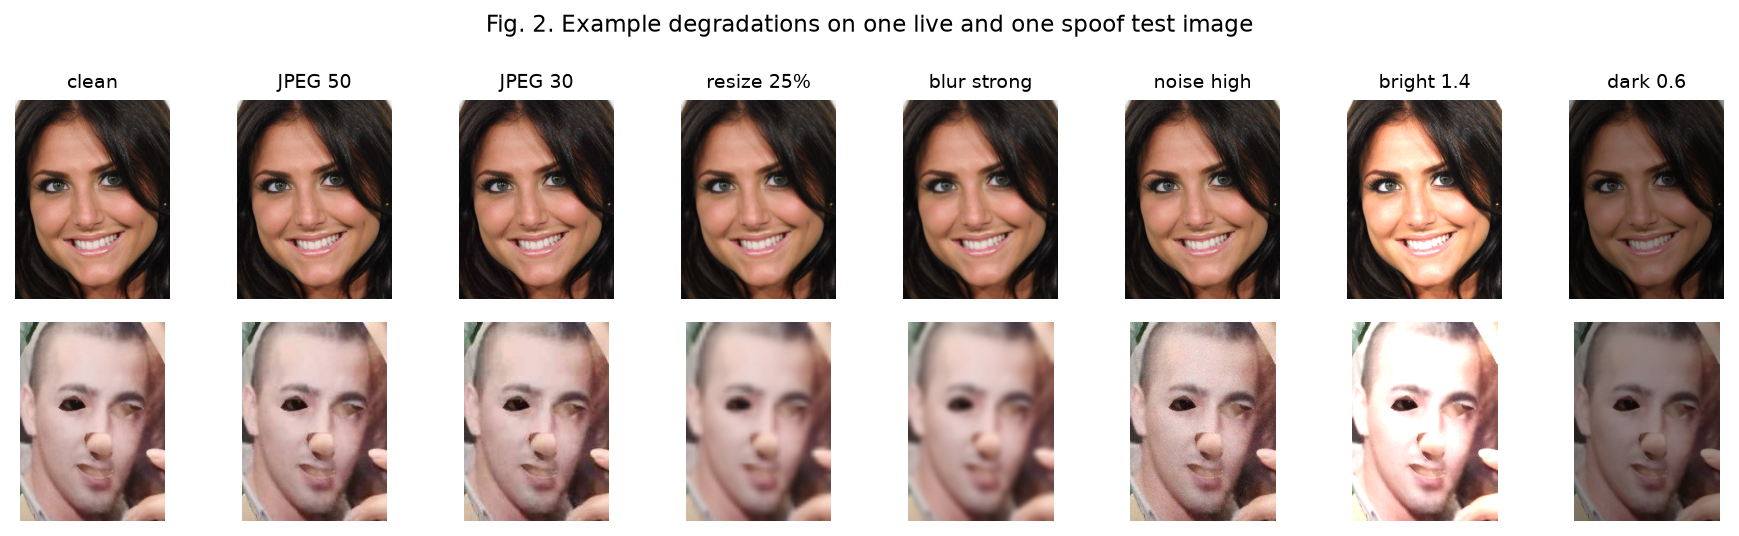 Fig. 2. Example degradations on one live and one spoof test image
clean JPEG 50 JPEG 30 resize 25% blur strong noise high bright 1.4 dark 0.6